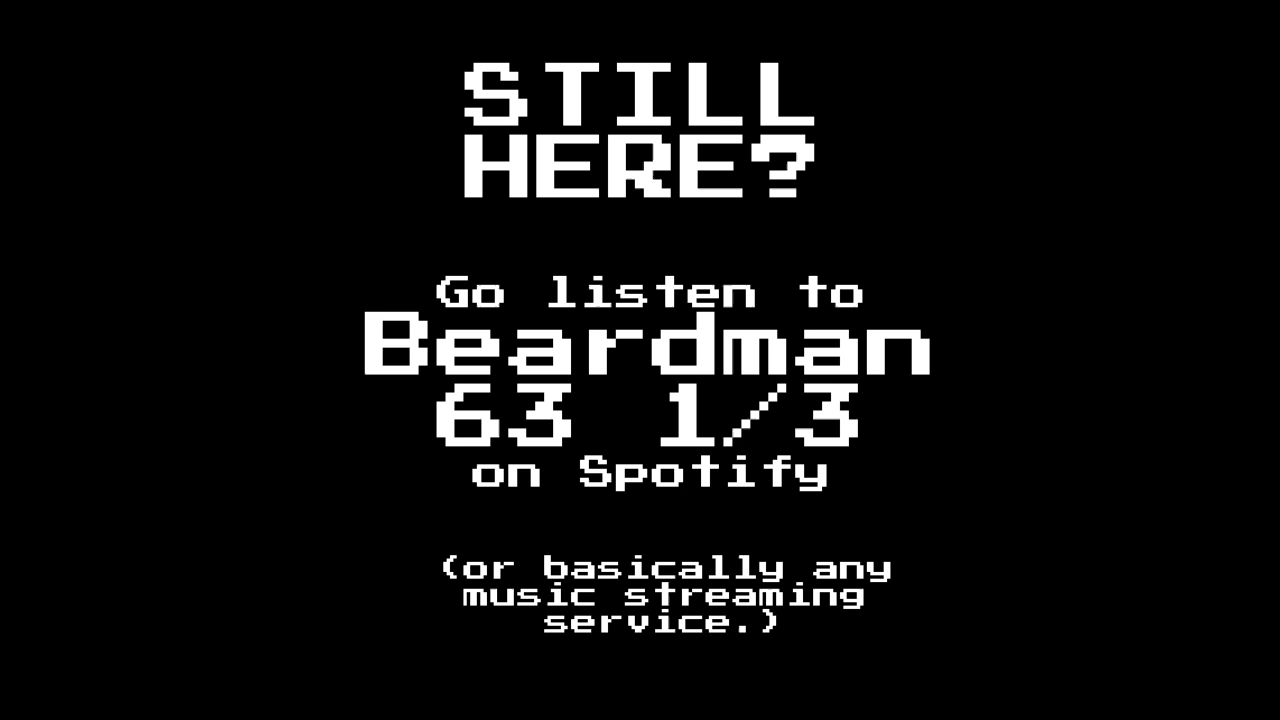 STILL
HERE?
Go listen to
Beardman
63 1/3
on Spotify
(or basically any
music streaming
service.)